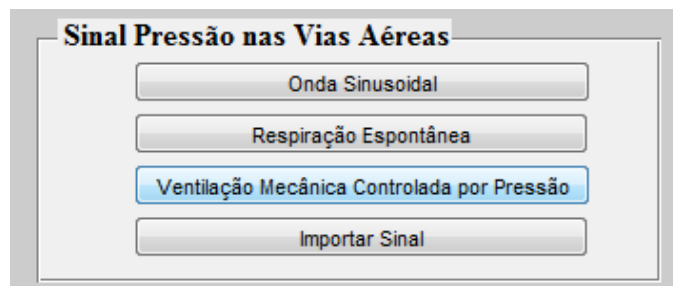 Sinal Pressão nas Vias Aéreas
Onda Sinusoidal
Respiração Espontânea
Ventilação Mecânica Controlada por Pressão
Importar Sinal